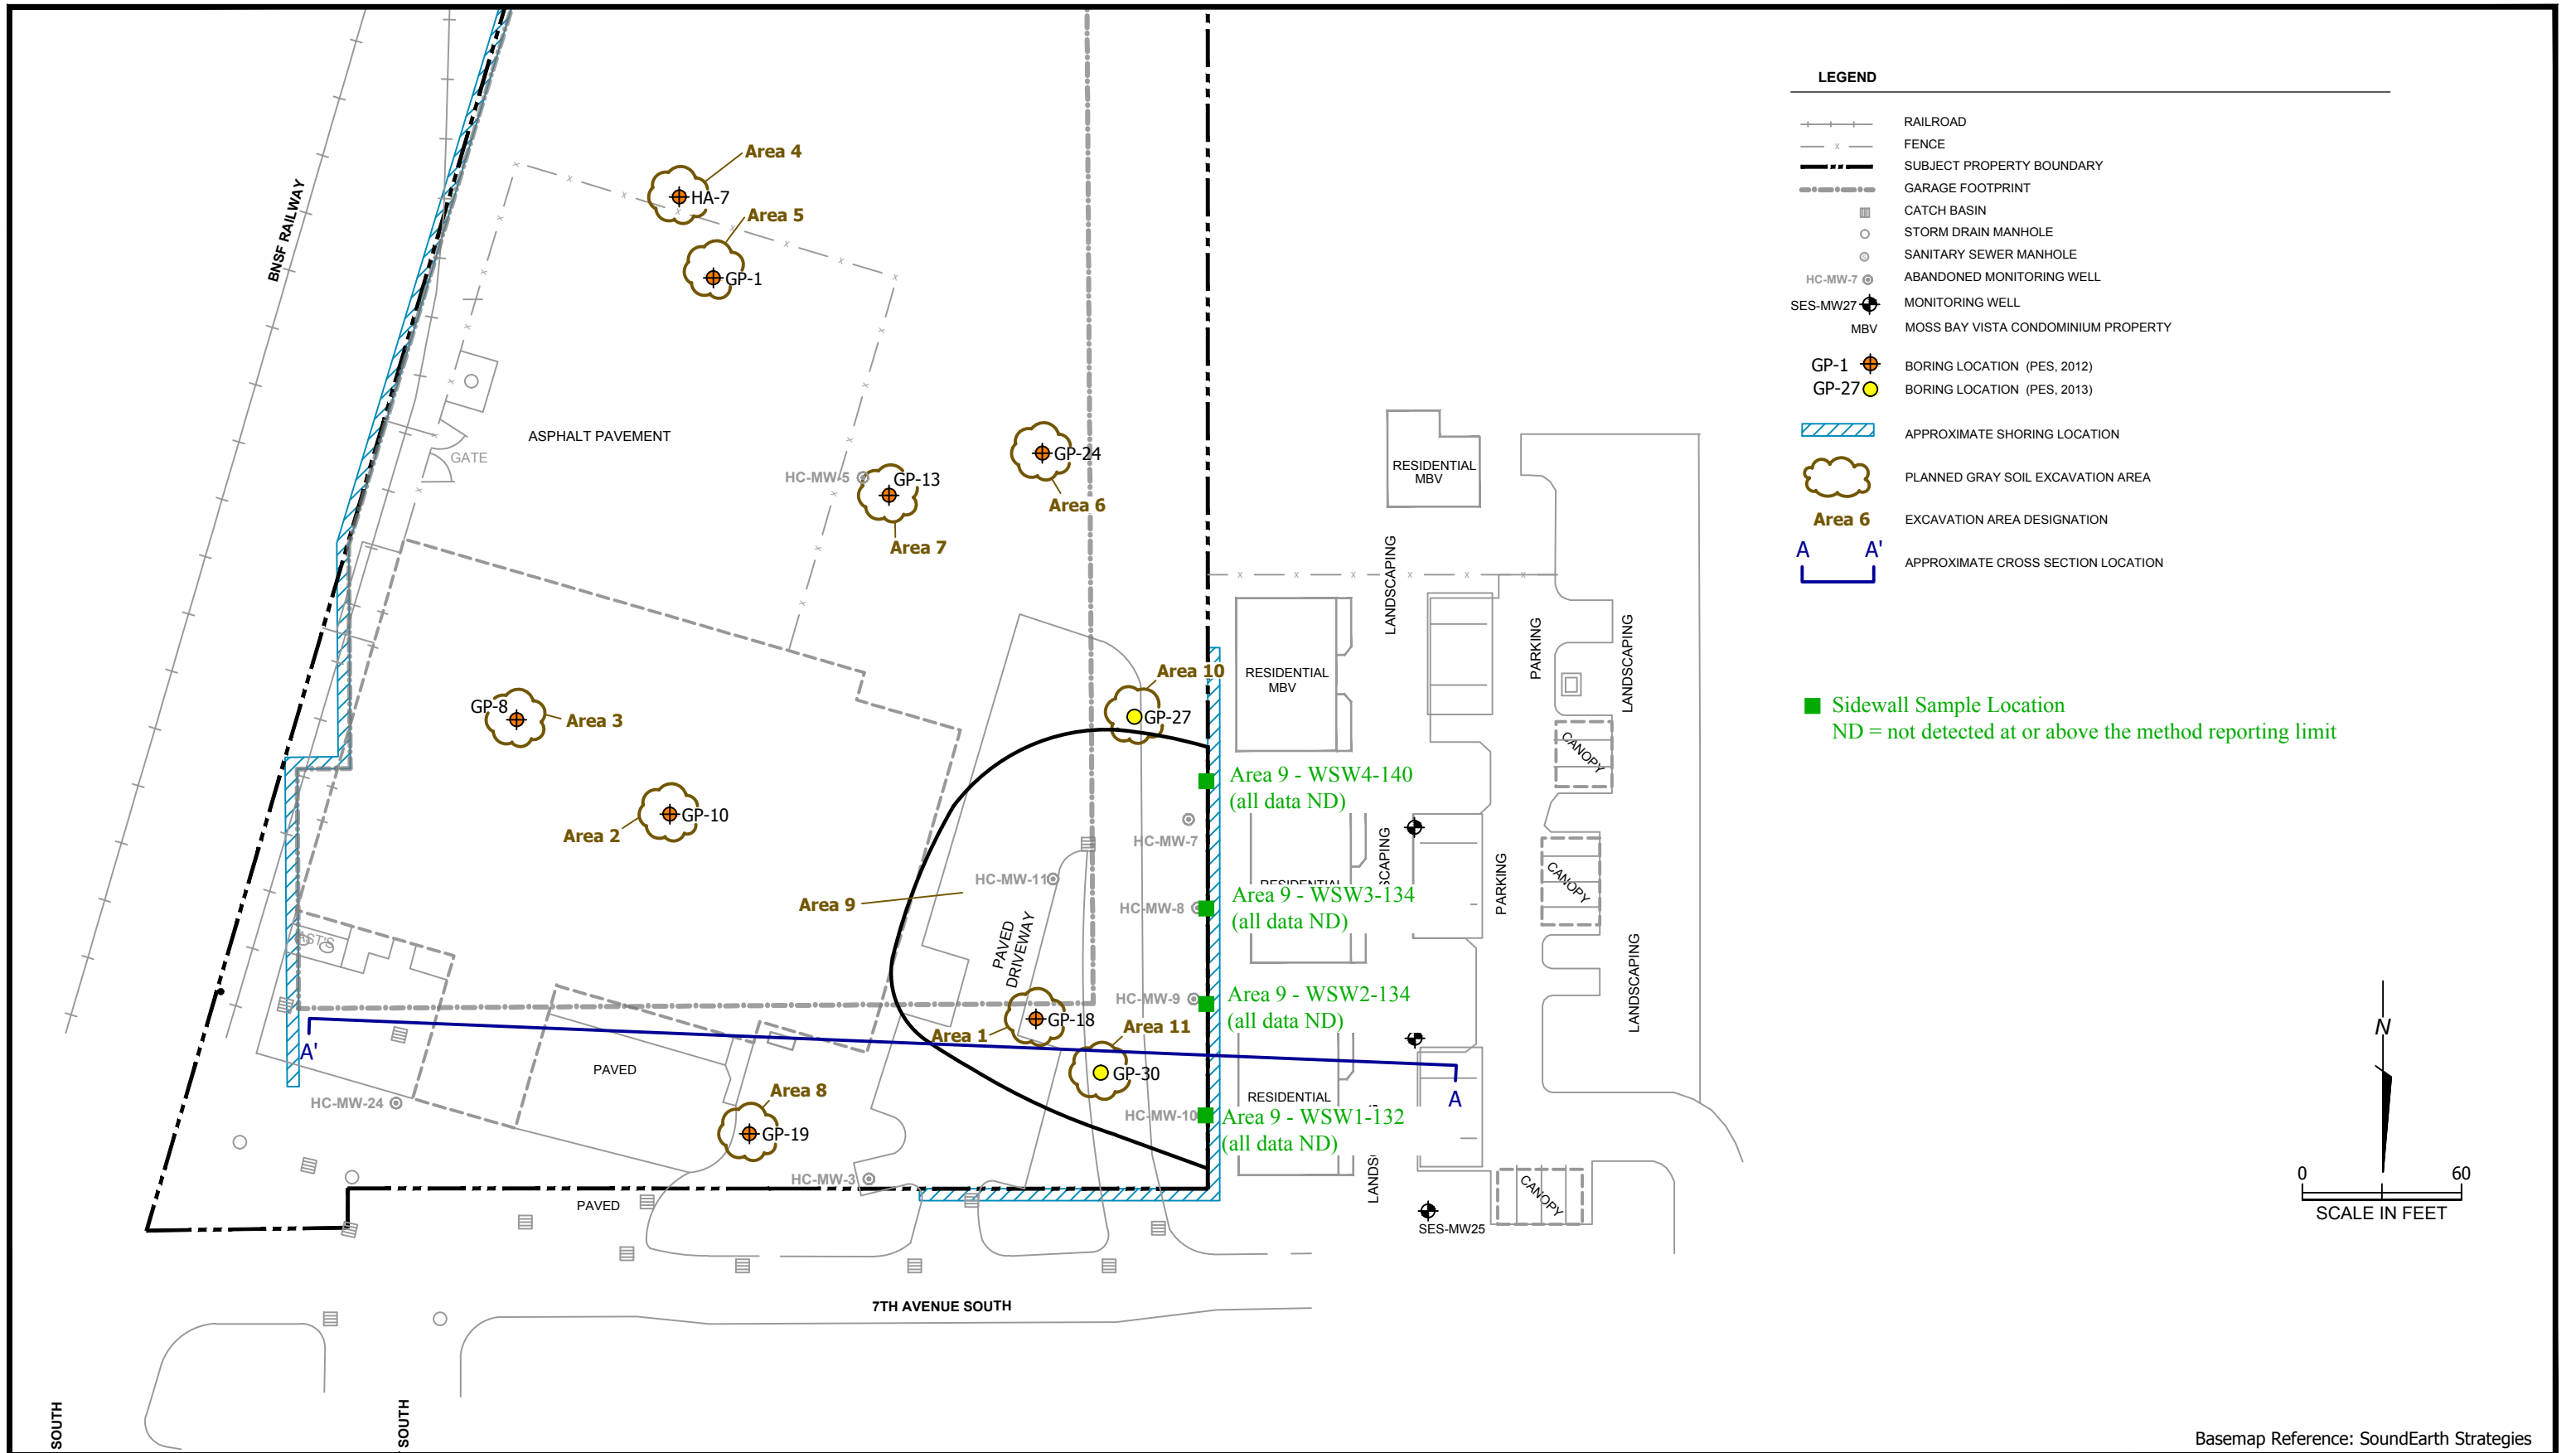 LEGEND
RAILROAD
FENCE
SUBJECT PROPERTY BOUNDARY
GARAGE FOOTPRINT
CATCH BASIN
STORM DRAIN MANHOLE
SANITARY SEWER MANHOLE
HC-MW-7 ABANDONED MONITORING WELL
SES-MW27 MONITORING WELL
MBV MOSS BAY VISTA CONDOMINIUM PROPERTY
GP-1 BORING LOCATION (PES, 2012)
GP-27 BORING LOCATION (PES, 2013)
APPROXIMATE SHORING LOCATION
PLANNED GRAY SOIL EXCAVATION AREA
Area 6 EXCAVATION AREA DESIGNATION
A A'
APPROXIMATE CROSS SECTION LOCATION
Sidewall Sample Location
ND = not detected at or above the method reporting limit
BNSF RAILWAY
Area 4
HA-7
Area 5
GP-1
ASPHALT PAVEMENT
GATE
HC-MW-5
GP-13
Area 7
GP-24
Area 6
RESIDENTIAL
MBV
LANDSCAPING
PARKING
LANDSCAPING
RESIDENTIAL
MBV
Area 10
GP-27
GP-8
Area 3
GP-10
Area 2
CANOPY
Area 9 - WSW4-140
(all data ND)
HC-MW-7
HC-MW-11
Area 9
HC-MW-8
RESIDENTIAL
SCAPING
PARKING
CANOPY
Area 9 - WSW3-134
(all data ND)
LANDSCAPING
PAVED
DRIVEWAY
AST'S
HC-MW-9
Area 9 - WSW2-134
(all data ND)
GP-18
Area 1
Area 11
GP-30
A'
A
PAVED
RESIDENTIAL
HC-MW-24
Area 8
GP-19
HC-MW-10
Area 9 - WSW1-132
(all data ND)
LANDS
HC-MW-3
PAVED
CANOPY
SES-MW25
N
0 60
SCALE IN FEET
7TH AVENUE SOUTH
SOUTH
SOUTH
Basemap Reference: SoundEarth Strategies